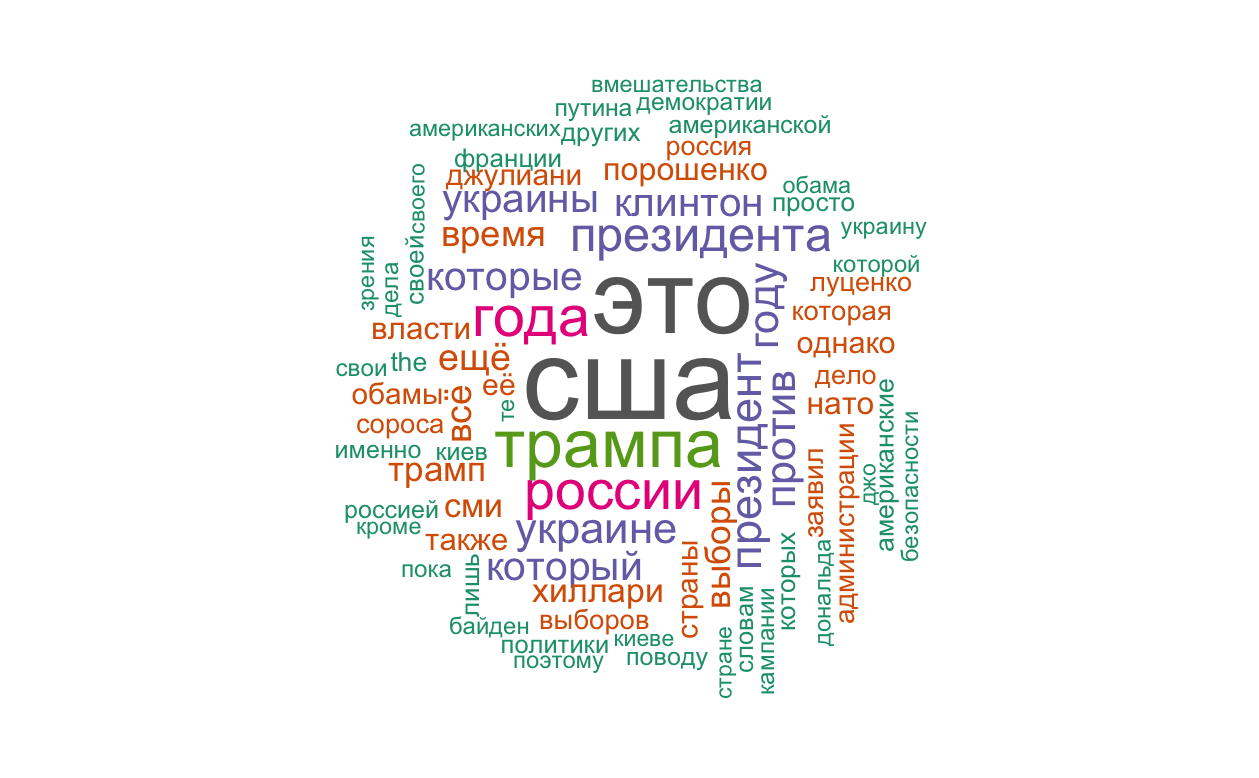 вмешательства
путина демократии
американских других американской
россия
франции
джулиани порошенко
обама
украины клинтон просто
своего
время президента украину
зрения
дела
своей
которые это году которой
луценко
года которая
власти ещё однако
свои the сша дело
обамы её нато
все те
сороса президент против американские
именно киев трампа
трамп
россии
россией сми
кроме также украине
выборы
заявил
администрации
джо
безопасности
пока который
лишь
хиллари страны
которых
дональда
байден выборов
политики киеве
поэтому поводу
стране
словам
кампании